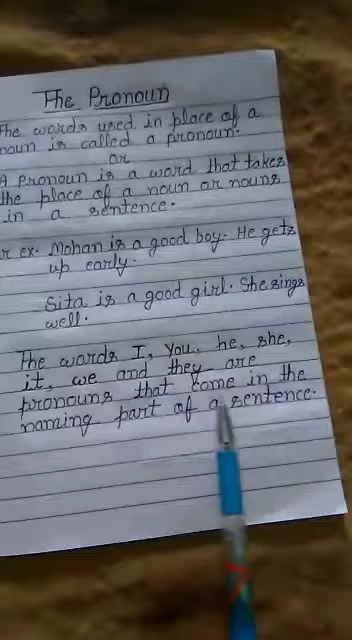 The Pronoun
The words used in place of a
noun is called a pronoun.
or
A Pronoun is a word that takes
the place of a noun or nouns
in a sentence.
r ex. Mohan is a good boy. He gets
up early.
Sita is a good girl. She sings
well.
The words I, you, he, she,
it, we and they are
pronouns that come in the
naming part of a sentence.